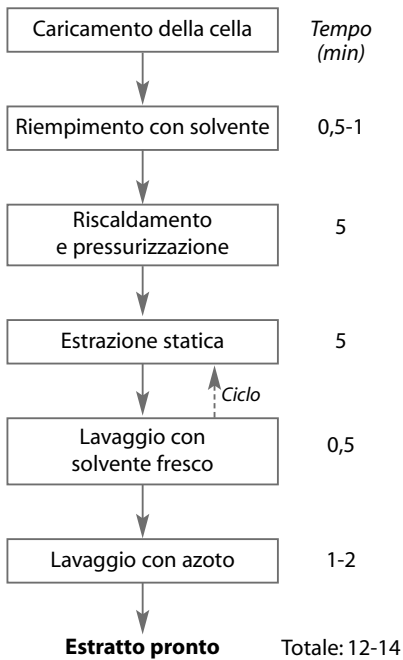 Caricamento della cella
Tempo
(min)
Riempimento con solvente
0,5-1
Riscaldamento
e pressurizzazione
5
Estrazione statica
5
Ciclo
Lavaggio con
solvente fresco
0,5
Lavaggio con azoto
1-2
Estratto pronto
Totale: 12-14